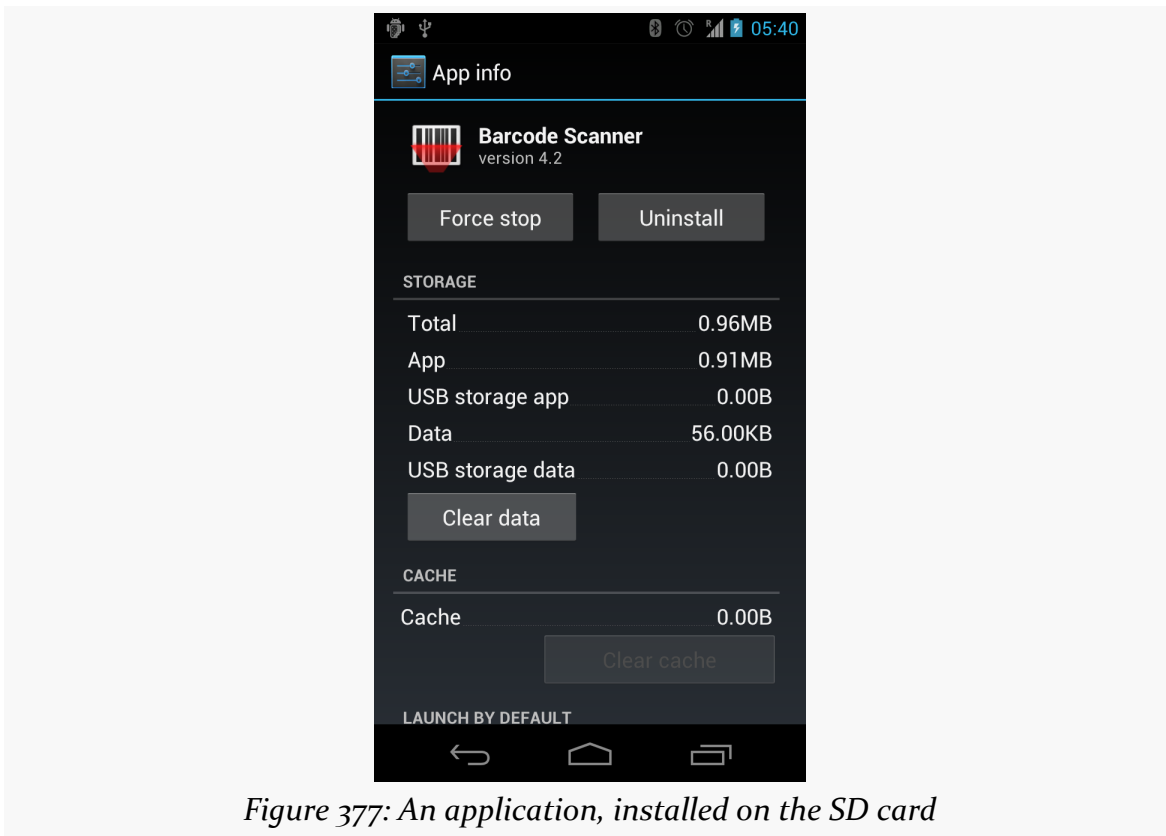 R 05:40
App info
Barcode Scanner
version 4.2
Force stop Uninstall
STORAGE
Total 0.96MB
App 0.91MB
USB storage app 0.00B
Data 56.00KB
USB storage data 0.00B
Clear data
CACHE
Cache 0.00B
Clear cache
LAUNCH BY DEFAULT
Figure 377: An application, installed on the SD card